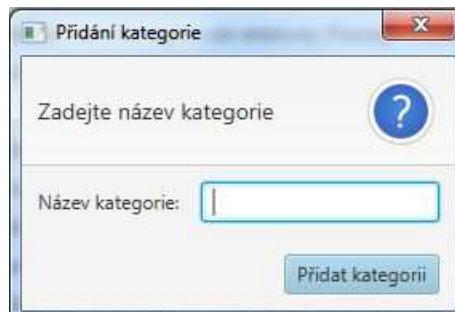 Přidání kategorie
Zadejte název kategorie
?
Název kategorie:
Přidat kategorii